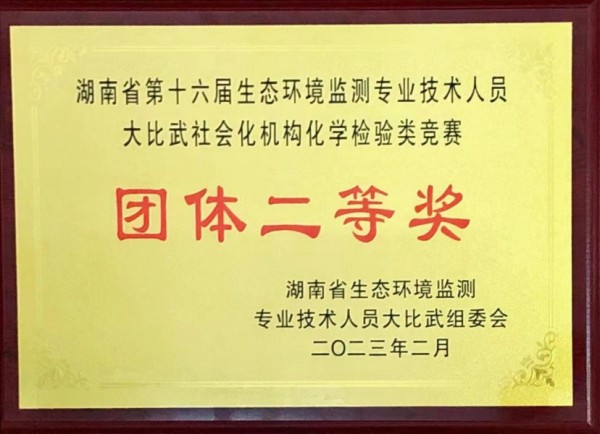 湖南省第十六届生态环境监测专业技术人员
大比武社会化机构化学检验类竞赛
团体二等奖
湖南省生态环境监测
专业技术人员大比武组委会
二〇二三年二月